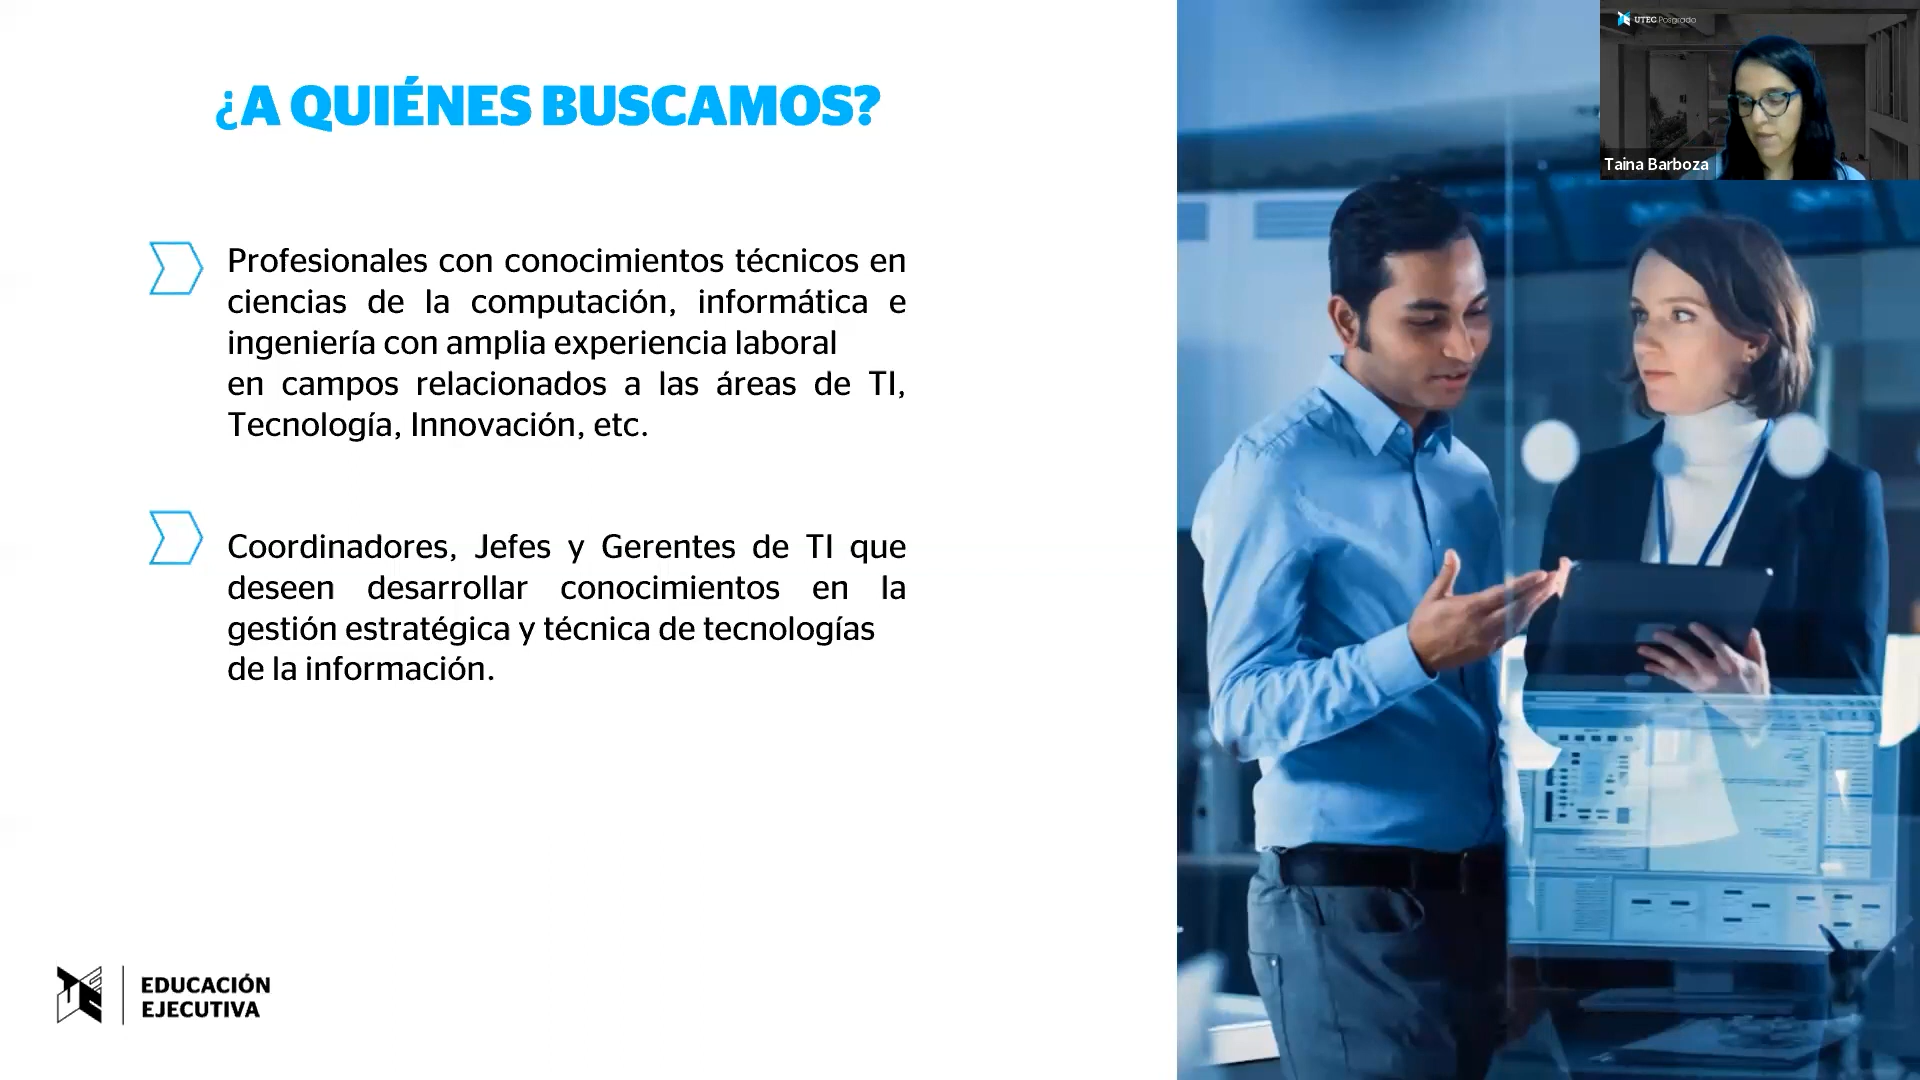 ¿A QUIÉNES BUSCAMOS?
Profesionales con conocimientos técnicos en
ciencias de la computación, informática e
ingeniería con amplia experiencia laboral
en campos relacionados a las áreas de TI,
Tecnología, Innovación, etc.
Coordinadores, Jefes y Gerentes de TI que
deseen desarrollar conocimientos en la
gestión estratégica y técnica de tecnologías
de la información.
EDUCACIÓN
EJECUTIVA
UTEC Posgrado
Taina Barboza